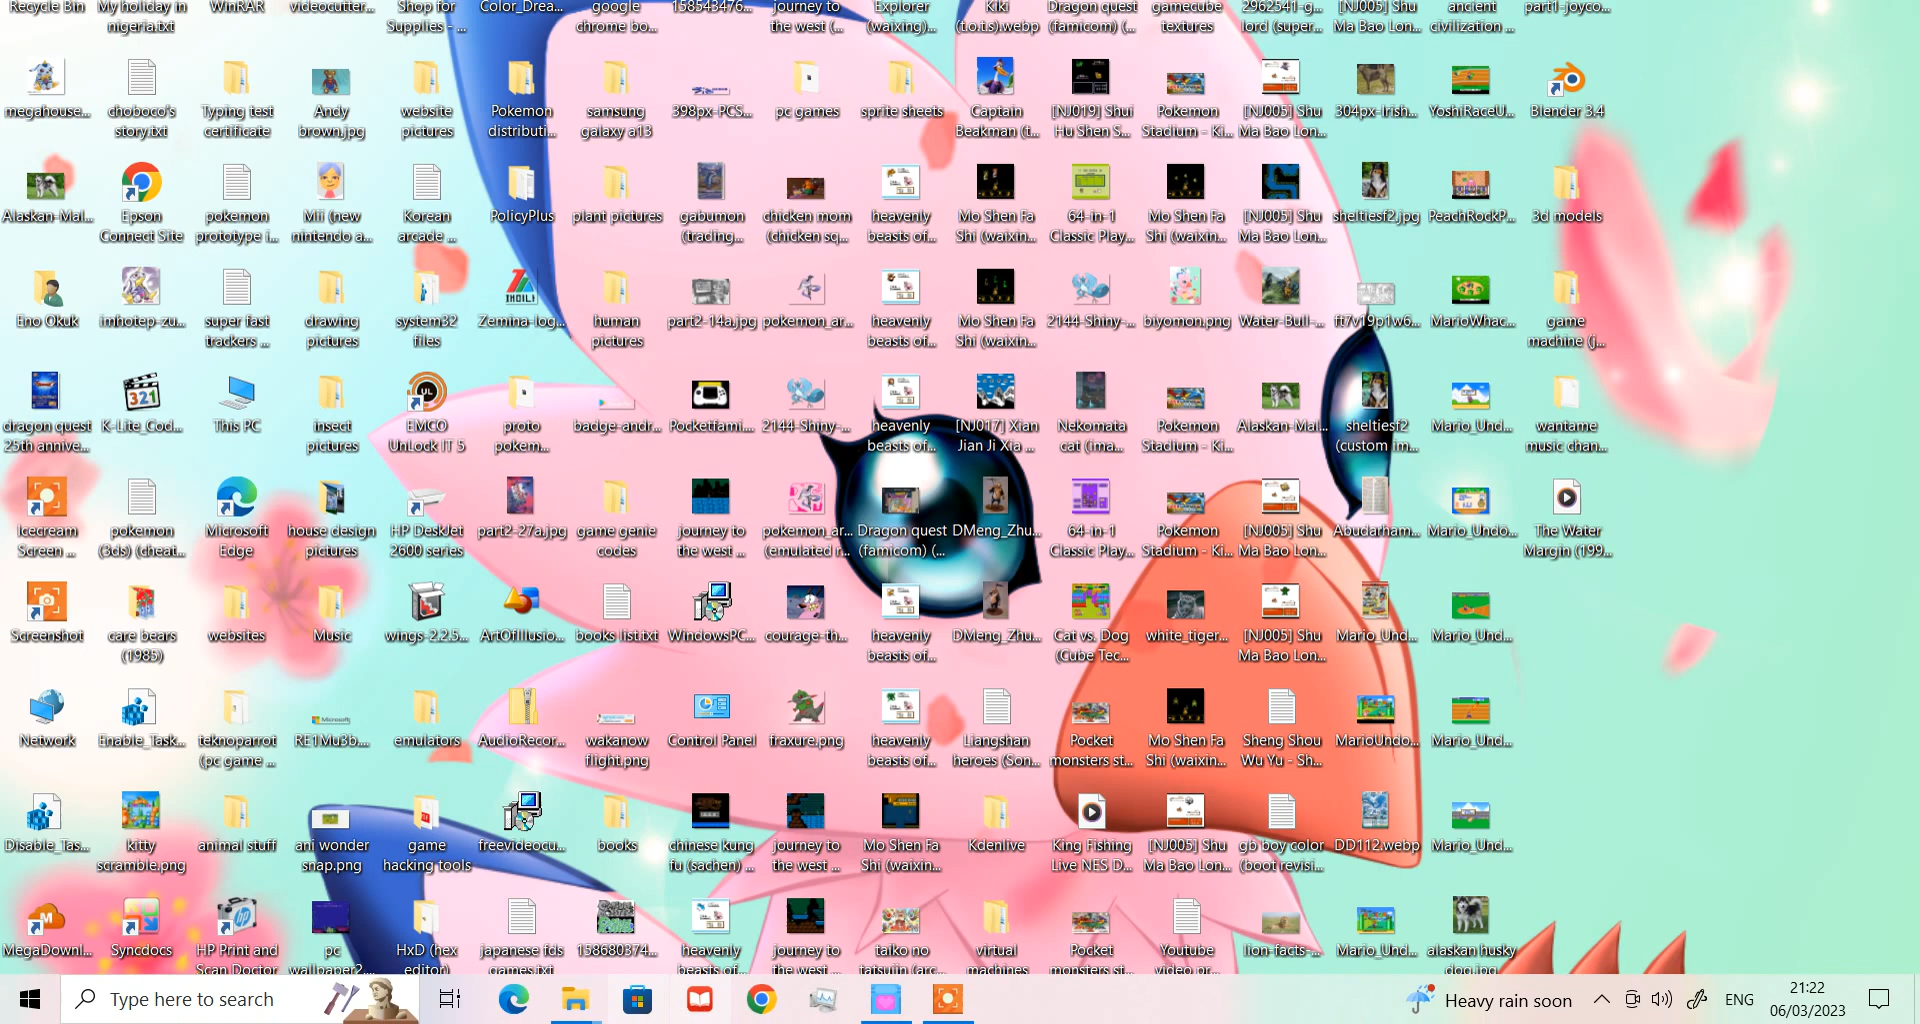 Recycle Bin
My holiday in
nigeria.txt
WinRAR
videocutter...
Shop for
Supplies - ...
Color_Drea...
google
chrome bo...
158543476...
journey to
the west (...
Explorer
(waixing)...
Kiki
(t.o.t.s).webp
Dragon quest
(famicom) (...
gamecube
textures
2962541-g...
lord (super...
[NJ005] Shu
Ma Bao Lon...
ancient
civilization ...
part1-joyco...
megahouse...
choboco's
story.txt
Typing test
certificate
Andy
brown.jpg
website
pictures
Pokemon
distributi...
samsung
galaxy a13
398px-PCS...
pc games
sprite sheets
Captain
Beakman (t...
[NJ019] Shui
Hu Shen S...
Pokemon
Stadium - Ki...
[NJ005] Shu
Ma Bao Lon...
304px-Irish...
YoshiRaceU...
Blender 3.4
Alaskan-Mal...
Epson
Connect Site
pokemon
prototype i...
Mii (new
nintendo a...
Korean
arcade ...
PolicyPlus
plant pictures
gabumon
(trading...
chicken mom
(chicken sq...
heavenly
beasts of...
Mo Shen Fa
Shi (waixin...
64-in-1
Classic Play...
Mo Shen Fa
Shi (waixin...
[NJ005] Shu
Ma Bao Lon...
sheltiesf2.jpg
PeachRockP...
3d models
Eno Okuk
imhotep-zu...
super fast
trackers ...
drawing
pictures
system32
files
Zemina-log...
human
pictures
part2-14a.jpg
pokemon_ar...
heavenly
beasts of...
Mo Shen Fa
Shi (waixin...
2144-Shiny-...
biyomon.png
Water-Bull-...
ft7v19p1w6...
MarioWhac...
game
machine (j...
dragon quest
25th annive...
K-Lite_Cod...
This PC
insect
pictures
EMCO
UnLock IT 5
proto
pokem...
badge-andr...
Pocketfami...
2144-Shiny-...
heavenly
beasts of...
[NJ017] Xian
Jian Ji Xia ...
Nekomata
cat (ima...
Pokemon
Stadium - Ki...
Alaskan-Mal...
sheltiesf2
(custom im...
Mario_Und...
wantame
music chan...
Icecream
Screen ...
pokemon
(3ds) (cheat...
Microsoft
Edge
house design
pictures
HP DeskJet
2600 series
part2-27a.jpg
game genie
codes
journey to
the west ...
pokemon_ar...
(emulated r...
Dragon quest
(famicom) (...
DMeng_Zhu...
64-in-1
Classic Play...
Pokemon
Stadium - Ki...
[NJ005] Shu
Ma Bao Lon...
Abudarham...
Mario_Undo...
The Water
Margin (199...
Screenshot
care bears
(1985)
websites
Music
wings-2.2.5...
ArtOfIllusio...
books list.txt
WindowsPC...
courage-th...
heavenly
beasts of...
DMeng_Zhu...
Cat vs. Dog
(Cube Tec...
white_tiger...
[NJ005] Shu
Ma Bao Lon...
Mario_Und...
Mario_Und...
Network
Enable_Task...
teknoparrot
(pc game ...
RE1Mu3b...
emulators
AudioRecor...
wakanow
flight.png
Control Panel
fraxure.png
heavenly
beasts of...
Liangshan
heroes (Son...
Pocket
monsters st...
Mo Shen Fa
Shi (waixin...
Sheng Shou
Wu Yu - Sh...
MarioUndo...
Mario_Und...
Disable_Tas...
kitty
scramble.png
animal stuff
ani wonder
snap.png
game
hacking tools
freevideocu...
books
chinese kung
fu (sachen) ...
journey to
the west ...
Mo Shen Fa
Shi (waixin...
Kdenlive
King Fishing
Live NES D...
[NJ005] Shu
Ma Bao Lon...
gb boy color
(boot revisi...
DD112.webp
Mario_Und...
MegaDownl...
Syncdocs
HP Print and
Scan Doctor
pc
wallpaper2...
HxD (hex
editor)
japanese fds
games.txt
158680374...
heavenly
beasts of...
journey to
the west ...
taiko no
tatsujin (arc...
virtual
machines
Pocket
monsters st...
Youtube
video pr...
lion-facts-...
Mario_Und...
alaskan husky
dog.jpg
Type here to search
Heavy rain soon
ENG
21:22
06/03/2023